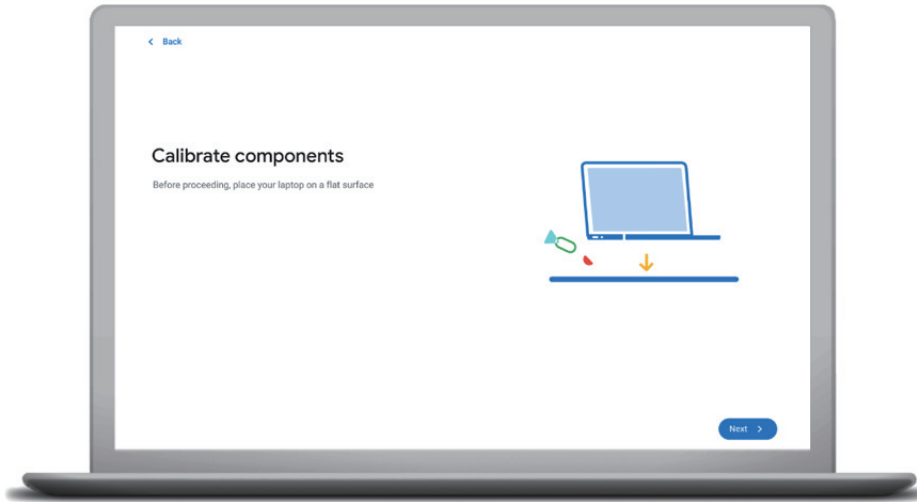 Back
Calibrate components
Before proceeding, place your laptop on a flat surface
Next